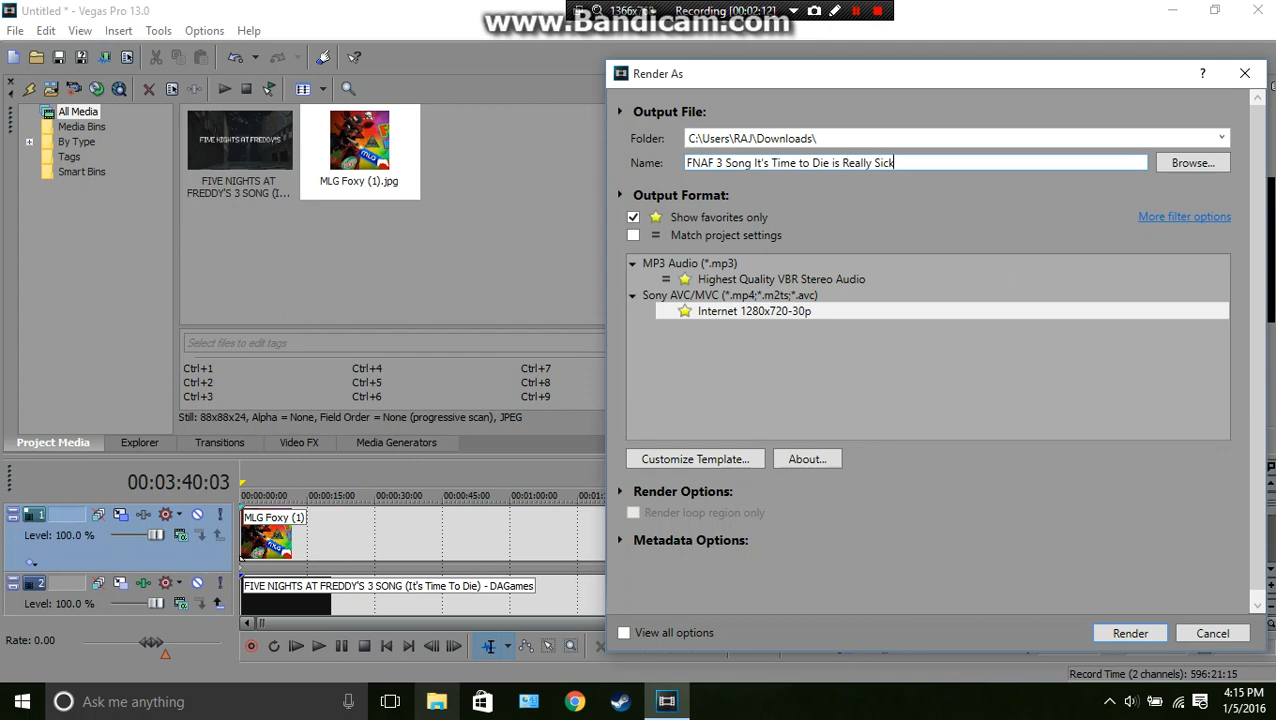 Untitled * - Vegas Pro 13.0
1366x768 Recording [00:02:12]
www.Bandicam.com
File Edit View Insert Tools Options Help
Render As
Output File:
Folder: C:\Users\RAJ\Downloads\
Name: FNAF 3 Song It's Time to Die is Really Sick
Browse...
Output Format:
Show favorites only
More filter options
Match project settings
MP3 Audio (*.mp3)
Highest Quality VBR Stereo Audio
Sony AVC/MVC (*.mp4;*.m2ts;*.avc)
Internet 1280x720-30p
Customize Template...
About...
Render Options:
Render loop region only
Metadata Options:
View all options
Render
Cancel
All Media
Media Bins
By Type
Tags
Smart Bins
FIVE NIGHTS AT FREDDY'S
FIVE NIGHTS AT
FREDDY'S 3 SONG (I...
MLG
MLG Foxy (1).jpg
Select files to edit tags
Ctrl+1 Ctrl+4 Ctrl+7
Ctrl+2 Ctrl+5 Ctrl+8
Ctrl+3 Ctrl+6 Ctrl+9
Still: 88x88x24, Alpha = None, Field Order = None (progressive scan), JPEG
Project Media Explorer Transitions Video FX Media Generators
00:03:40:03
00:00:00 00:00:15 00:00:30 00:00:45 00:01:00 00:01:
1
Level: 100.0 %
MLG Foxy (1)
MLG
2
Level: 100.0 %
FIVE NIGHTS AT FREDDY'S 3 SONG (It's Time To Die) - DAGames
Rate: 0.00
Record Time (2 channels): 596:21:15
Ask me anything
4:15 PM
1/5/2016